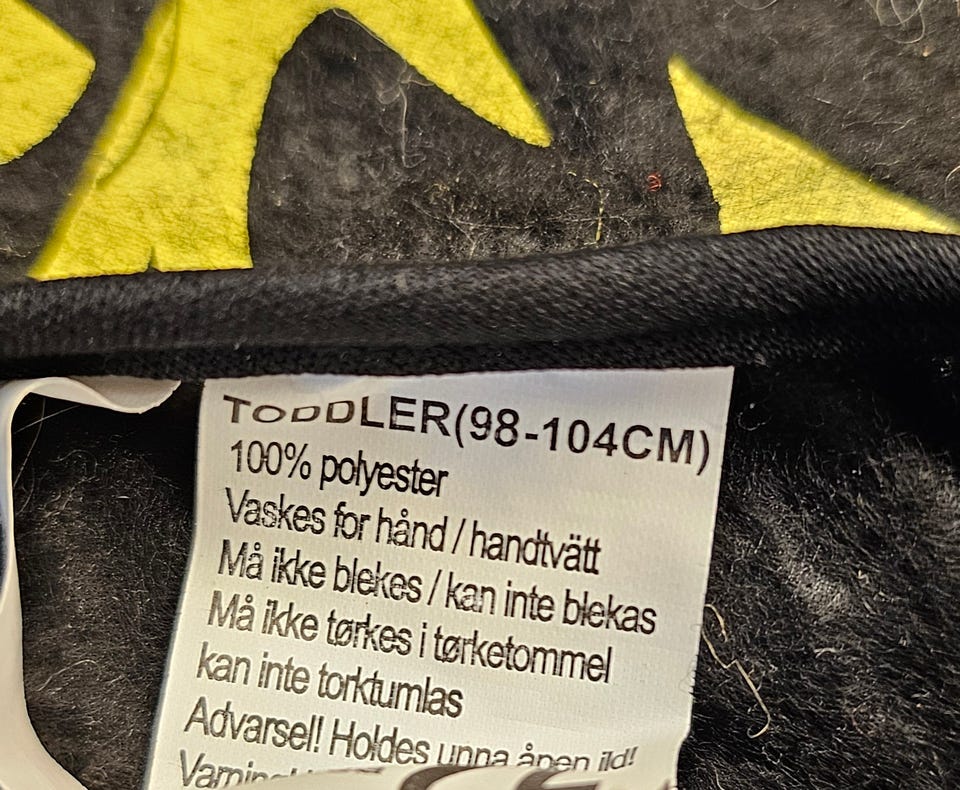 TODDLER(98-104CM)
100% polyester
Vaskes for hånd / handtvätt
Må ikke blekes / kan inte blekas
Må ikke tørkes i tørketommel
kan inte torktumlas
Advarsel! Holdes unna åpen ild!